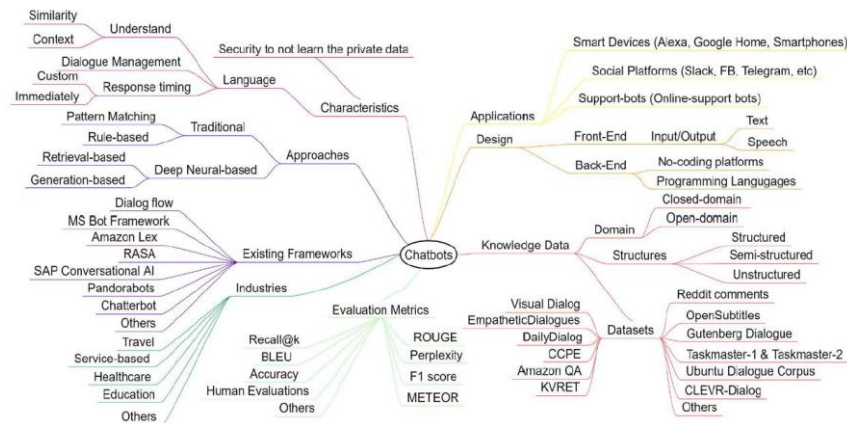 Similarity
Context
Understand
Dialogue Management
Custom
Immediately
Response timing
Language
Security to not learn the private data
Characteristics
Pattern Matching
Rule-based
Traditional
Retrieval-based
Generation-based
Deep Neural-based
Approaches
Dialog flow
MS Bot Framework
Amazon Lex
RASA
SAP Conversational AI
Pandorabots
Chatterbot
Others
Existing Frameworks
Travel
Service-based
Healthcare
Education
Others
Industries
Chatbots
Evaluation Metrics
Recall@k
BLEU
Accuracy
Human Evaluations
Others
ROUGE
Perplexity
F1 score
METEOR
Applications
Smart Devices (Alexa, Google Home, Smartphones)
Social Platforms (Slack, FB, Telegram, etc)
Support-bots (Online-support bots)
Design
Front-End
Input/Output
Text
Speech
Back-End
No-coding platforms
Programming Langugages
Knowledge Data
Domain
Closed-domain
Open-domain
Structures
Structured
Semi-structured
Unstructured
Datasets
Visual Dialog
EmpatheticDialogues
DailyDialog
CCPE
Amazon QA
KVRET
Reddit comments
OpenSubtitles
Gutenberg Dialogue
Taskmaster-1 & Taskmaster-2
Ubuntu Dialogue Corpus
CLEVR-Dialog
Others